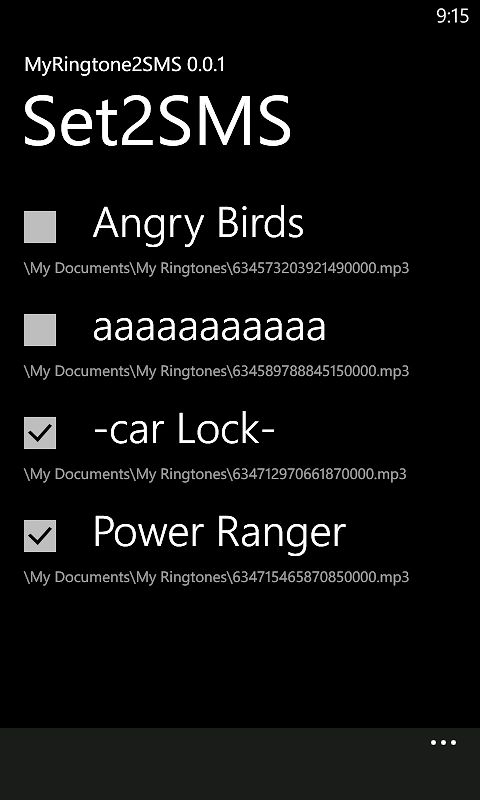 9:15
MyRingtone2SMS 0.0.1
Set2SMS
Angry Birds
\My Documents\My Ringtones\634573203921490000.mp3
aaaaaaaaaaa
\My Documents\My Ringtones\634589788845150000.mp3
-car Lock-
\My Documents\My Ringtones\634712970661870000.mp3
Power Ranger
\My Documents\My Ringtones\634715465870850000.mp3